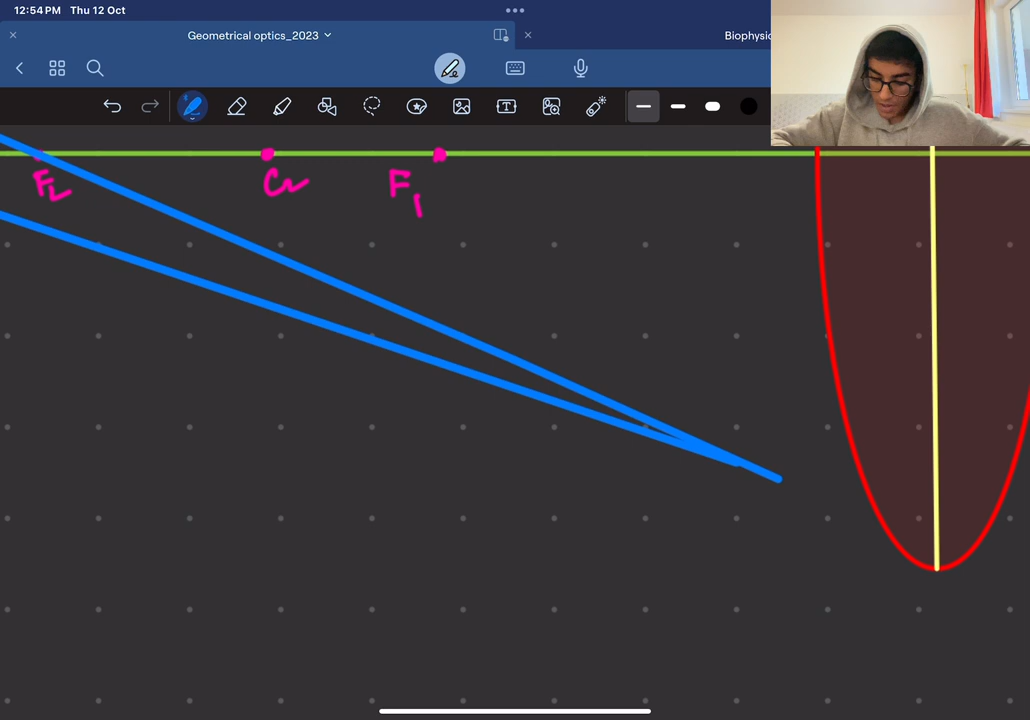 12:54 PM Thu 12 Oct
Geometrical optics_2023
Biophysic
T
F₂
F₁